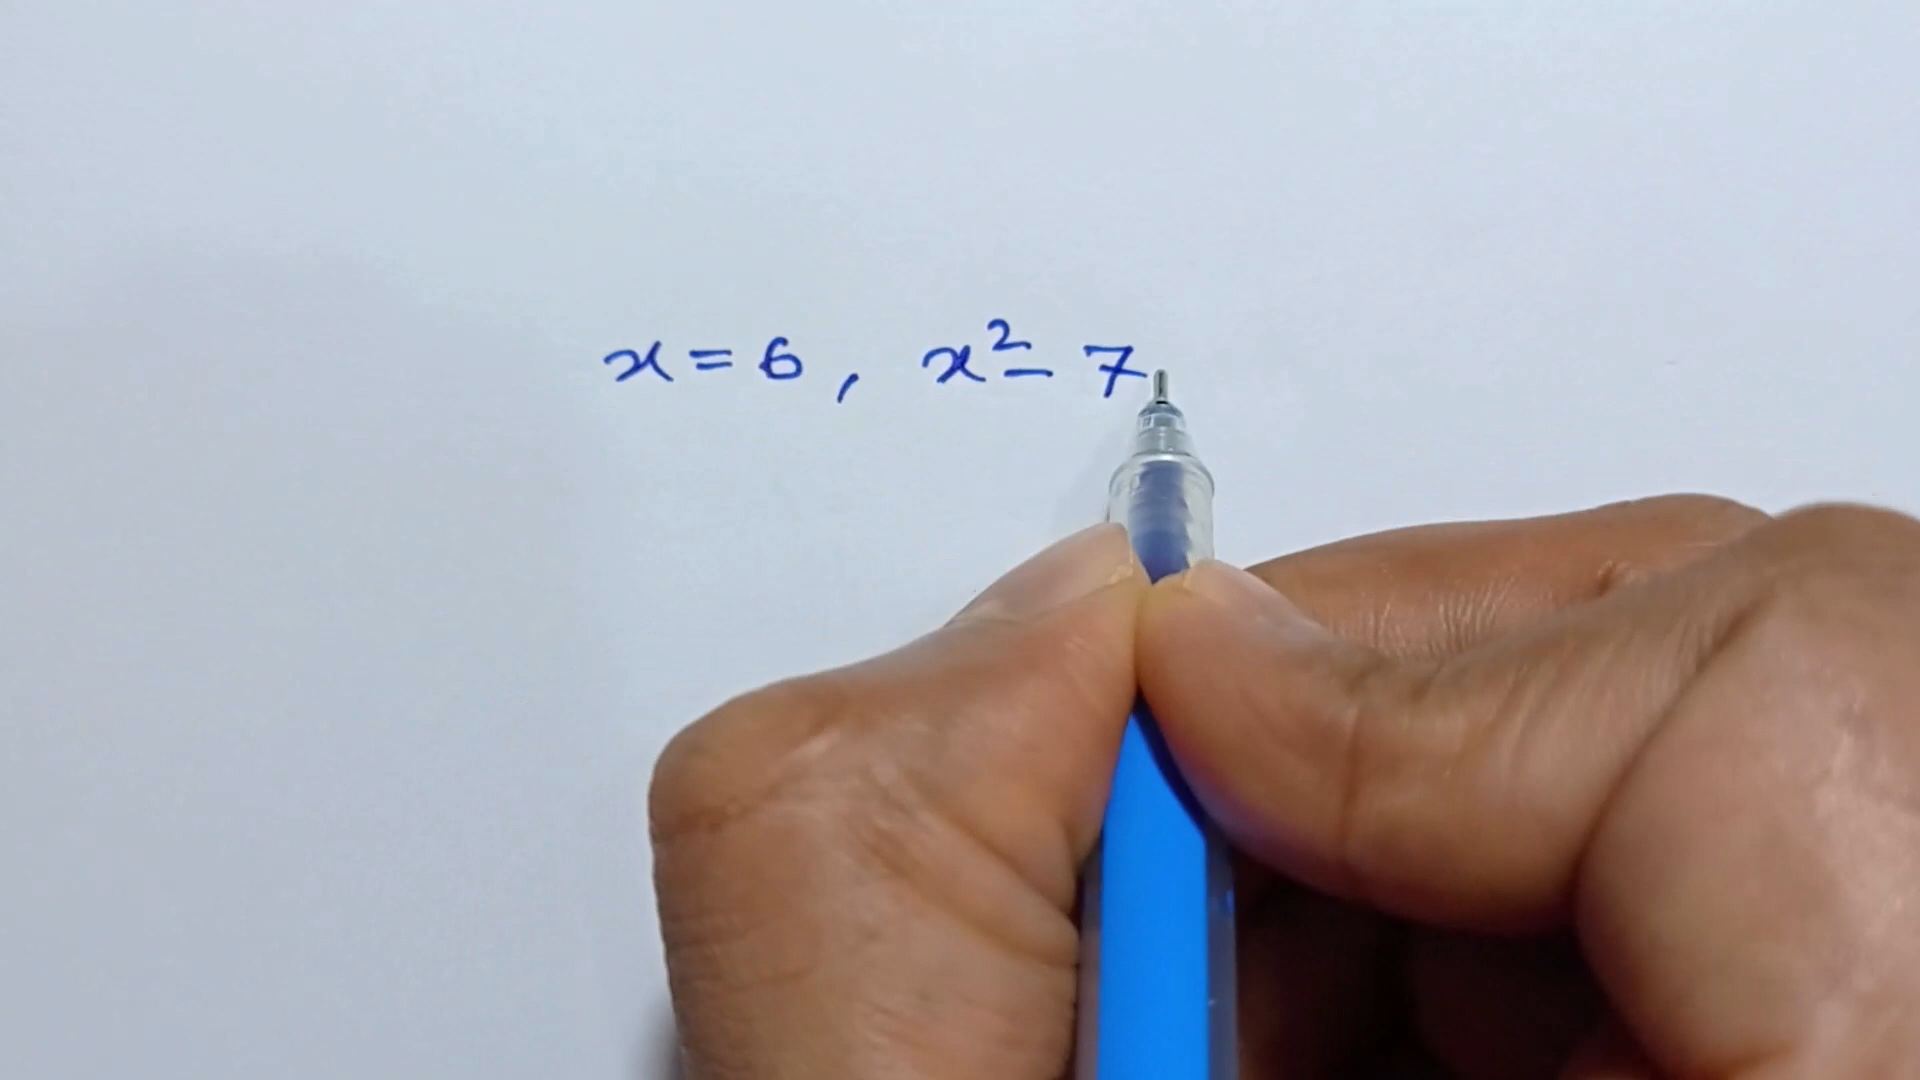 x = 6 , x² - 7